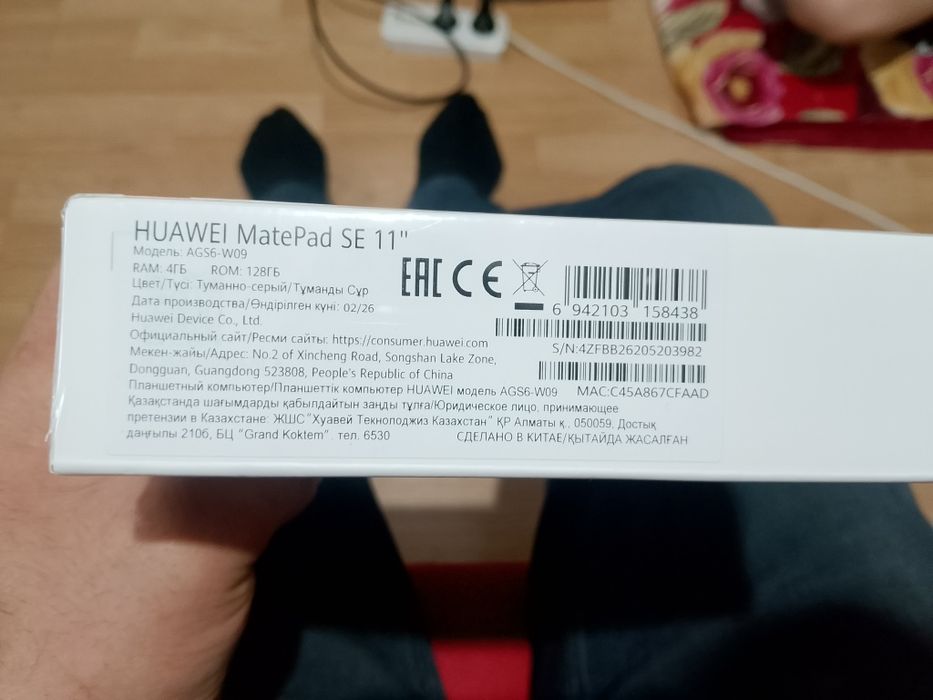 HUAWEI MatePad SE 11"
Модель: AGS6-W09
RAM: 4ГБ ROM: 128ГБ
Цвет/Түсі: Туманно-серый/Тұманды Сұр
Дата производства/Өндірілген күні: 02/26
Huawei Device Co., Ltd.
Официальный сайт/Ресми сайты: https://consumer.huawei.com
Мекен-жайы/Адрес: No.2 of Xincheng Road, Songshan Lake Zone,
Dongguan, Guangdong 523808, People's Republic of China
Планшетный компьютер/Планшеттік компьютер HUAWEI модель AGS6-W09
Қазақстанда шағымдарды қабылдайтын заңды тұлға/Юридическое лицо, принимающее
претензии в Казахстане: ЖШС"Хуавей Текнолоджиз Казахстан" ҚР Алматы қ., 050059, Достық
даңғылы 210б, БЦ "Grand Koktem". тел. 6530
EAC CE
6 942103 158438
S/N:4ZFBB26205203982
MAC:C45A867CFAAD
СДЕЛАНО В КИТАЕ/ҚЫТАЙДА ЖАСАЛҒАН